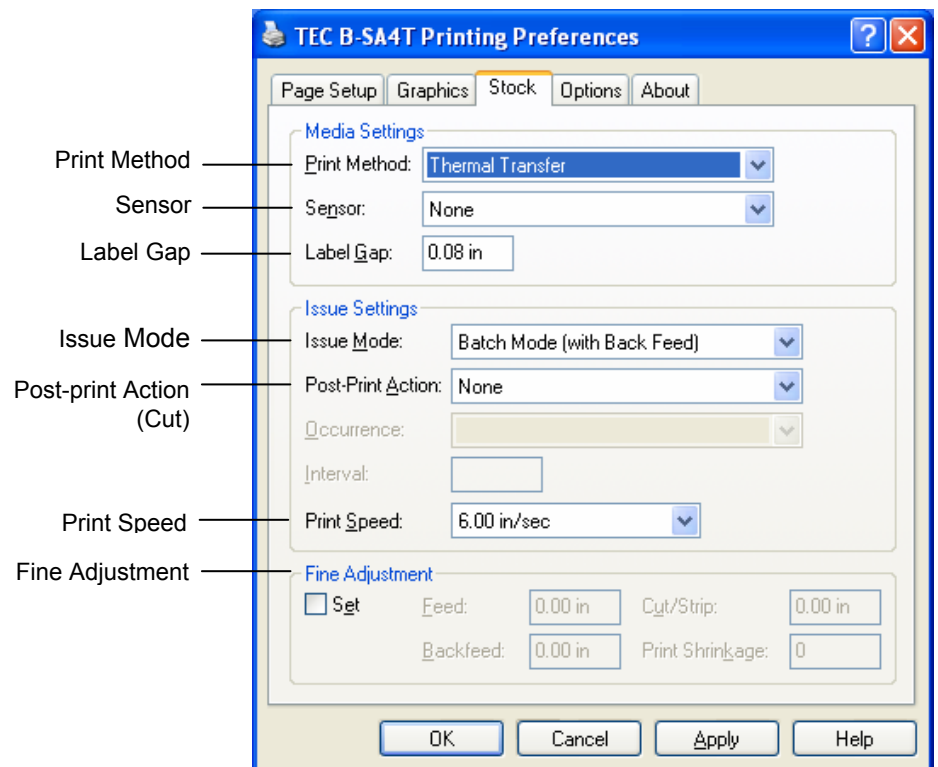 TEC B-SA4T Printing Preferences ?
Page Setup Graphics Stock Options About
Media Settings
Print Method Print Method: Thermal Transfer
Sensor Sensor: None
Label Gap Label Gap: 0.08 in
Issue Settings
Issue Mode Issue Mode: Batch Mode (with Back Feed)
Post-print Action Post-Print Action: None
(Cut)
Occurrence:
Interval:
Print Speed Print Speed: 6.00 in/sec
Fine Adjustment Fine Adjustment
Set Feed: 0.00 in Cut/Strip: 0.00 in
Backfeed: 0.00 in Print Shrinkage: 0
OK Cancel Apply Help